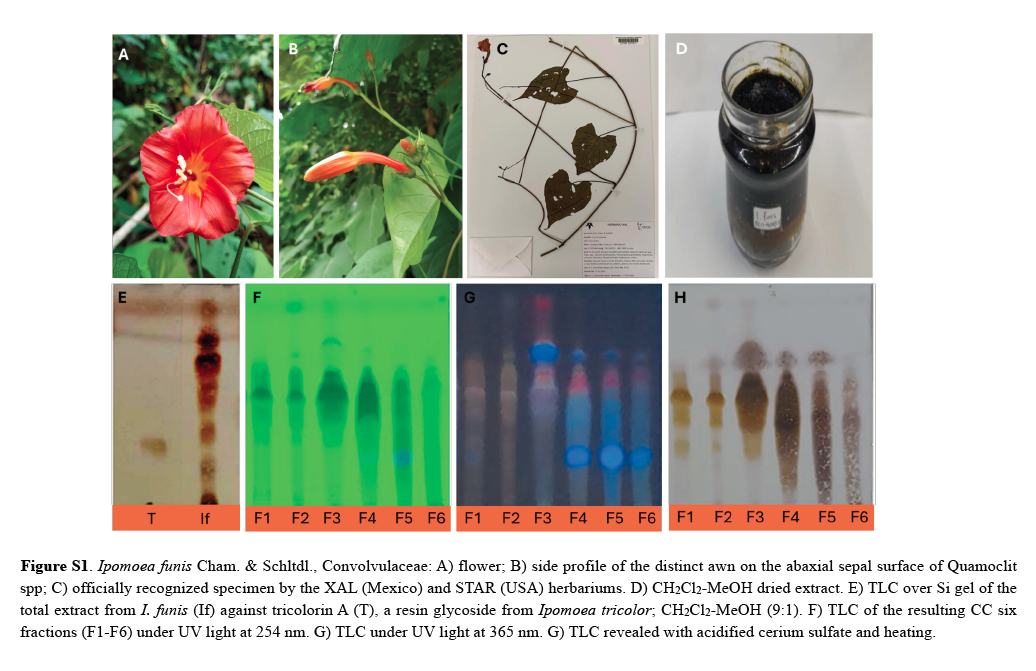 A
B
C
D
E
F
G
H
T If
F1 F2 F3 F4 F5 F6
F1 F2 F3 F4 F5 F6
F1 F2 F3 F4 F5 F6
Figure S1. Ipomoea funis Cham. & Schltdl., Convolvulaceae: A) flower; B) side profile of the distinct awn on the abaxial sepal surface of Quamoclit
spp; C) officially recognized specimen by the XAL (Mexico) and STAR (USA) herbariums. D) CH2Cl2-MeOH dried extract. E) TLC over Si gel of the
total extract from I. funis (If) against tricolorin A (T), a resin glycoside from Ipomoea tricolor; CH2Cl2-MeOH (9:1). F) TLC of the resulting CC six
fractions (F1-F6) under UV light at 254 nm. G) TLC under UV light at 365 nm. G) TLC revealed with acidified cerium sulfate and heating.